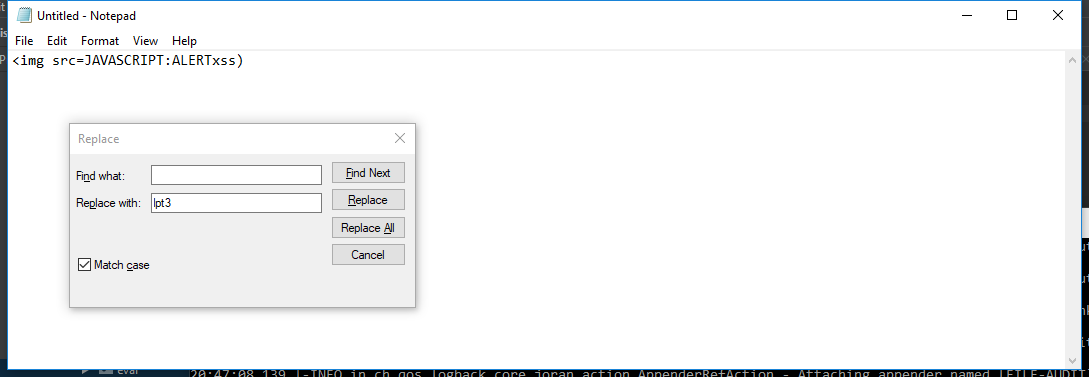 Untitled - Notepad
File Edit Format View Help
<img src=JAVASCRIPT:ALERTxss)
Replace
Find what:
Find Next
Replace with: lpt3
Replace
Replace All
Cancel
Match case
eval
20:47:08,139 |-INFO in ch.qos.logback.core.joran.action.AppenderRefAction - Attaching appender named [FILE-AUDIT